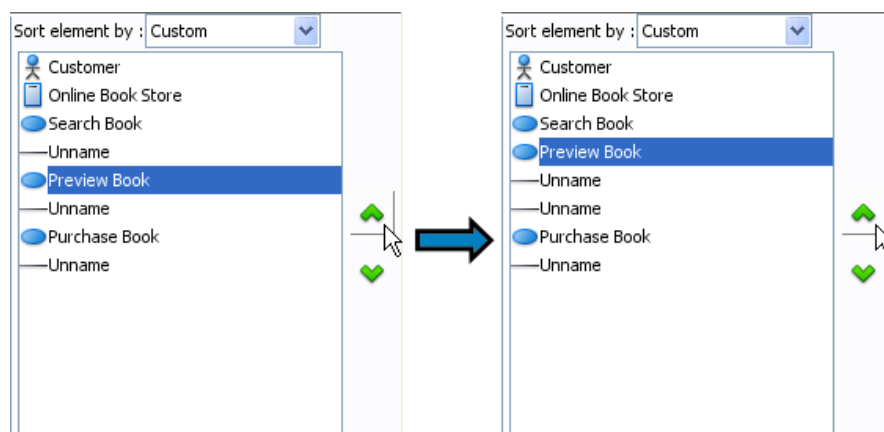 Sort element by : Custom
Customer
Online Book Store
Search Book
Unname
Preview Book
Unname
Purchase Book
Unname
Sort element by : Custom
Customer
Online Book Store
Search Book
Preview Book
Unname
Unname
Purchase Book
Unname